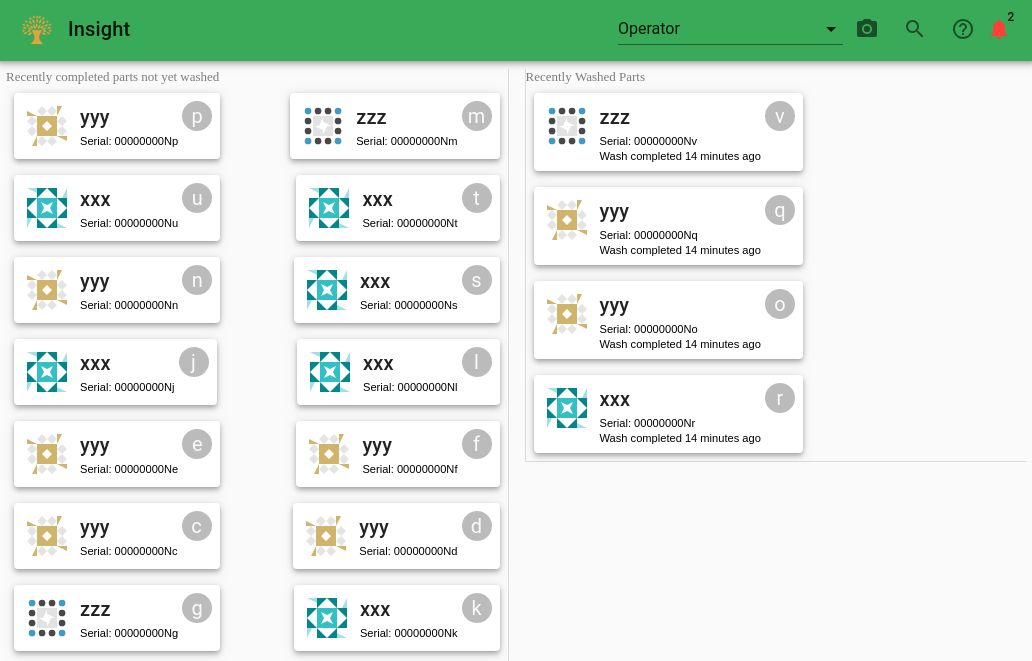 Insight
Operator
2
Recently completed parts not yet washed
yyy
p
Serial: 00000000Np
zzz
m
Serial: 00000000Nm
xxx
u
Serial: 00000000Nu
xxx
t
Serial: 00000000Nt
yyy
n
Serial: 00000000Nn
xxx
s
Serial: 00000000Ns
xxx
j
Serial: 00000000Nj
xxx
l
Serial: 00000000Nl
yyy
e
Serial: 00000000Ne
yyy
f
Serial: 00000000Nf
yyy
c
Serial: 00000000Nc
yyy
d
Serial: 00000000Nd
zzz
g
Serial: 00000000Ng
xxx
k
Serial: 00000000Nk
Recently Washed Parts
zzz
v
Serial: 00000000Nv
Wash completed 14 minutes ago
yyy
q
Serial: 00000000Nq
Wash completed 14 minutes ago
yyy
o
Serial: 00000000No
Wash completed 14 minutes ago
xxx
r
Serial: 00000000Nr
Wash completed 14 minutes ago